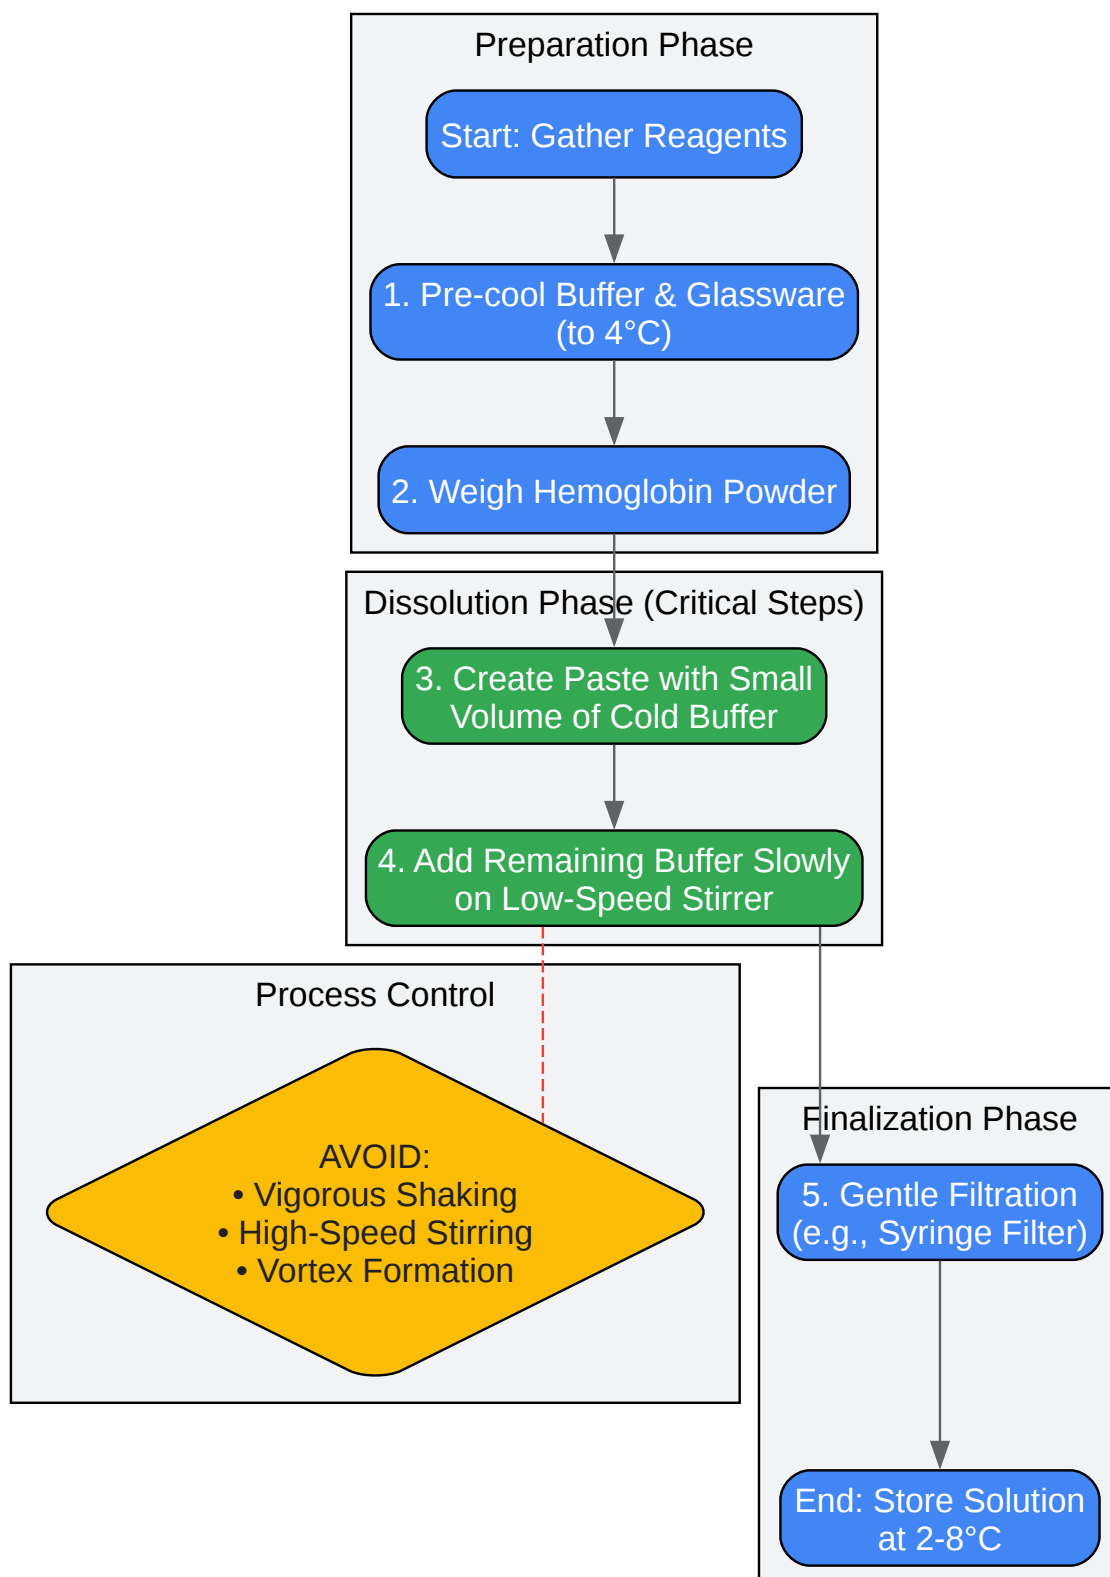 Preparation Phase
Start: Gather Reagents
1. Pre-cool Buffer & Glassware
(to 4°C)
2. Weigh Hemoglobin Powder
Dissolution Phase (Critical Steps)
3. Create Paste with Small
Volume of Cold Buffer
4. Add Remaining Buffer Slowly
on Low-Speed Stirrer
Process Control
AVOID:
• Vigorous Shaking
• High-Speed Stirring
• Vortex Formation
Finalization Phase
5. Gentle Filtration
(e.g., Syringe Filter)
End: Store Solution
at 2-8°C